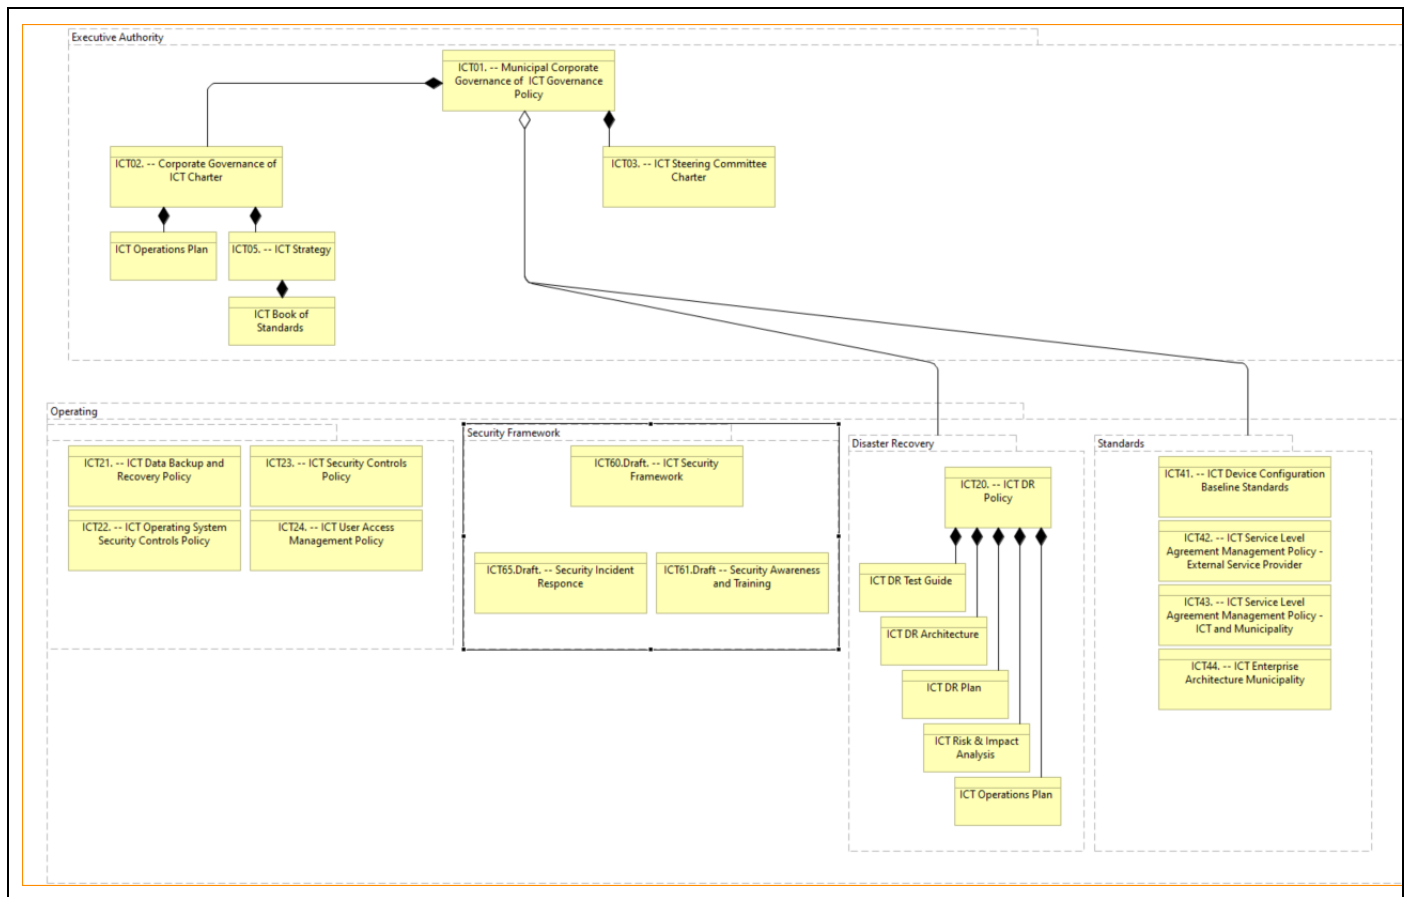 Executive Authority
ICT01. -- Municipal Corporate
Governance of  ICT Governance
Policy
ICT02. -- Corporate Governance of
ICT Charter
ICT03. -- ICT Steering Committee
Charter
ICT Operations Plan
ICT05. -- ICT Strategy
ICT Book of
Standards
Operating
ICT21. -- ICT Data Backup and
Recovery Policy
ICT23. -- ICT Security Controls
Policy
ICT22. -- ICT Operating System
Security Controls Policy
ICT24. -- ICT User Access
Management Policy
Security Framework
ICT60.Draft. -- ICT Security
Framework
ICT65.Draft. -- Security Incident
Responce
ICT61.Draft -- Security Awareness
and Training
Disaster Recovery
ICT20. -- ICT DR
Policy
ICT DR Test Guide
ICT DR Architecture
ICT DR Plan
ICT Risk & Impact
Analysis
ICT Operations Plan
Standards
ICT41. -- ICT Device Configuration
Baseline Standards
ICT42. -- ICT Service Level
Agreement Management Policy -
External Service Provider
ICT43. -- ICT Service Level
Agreement Management Policy -
ICT and Municipality
ICT44. -- ICT Enterprise
Architecture Municipality